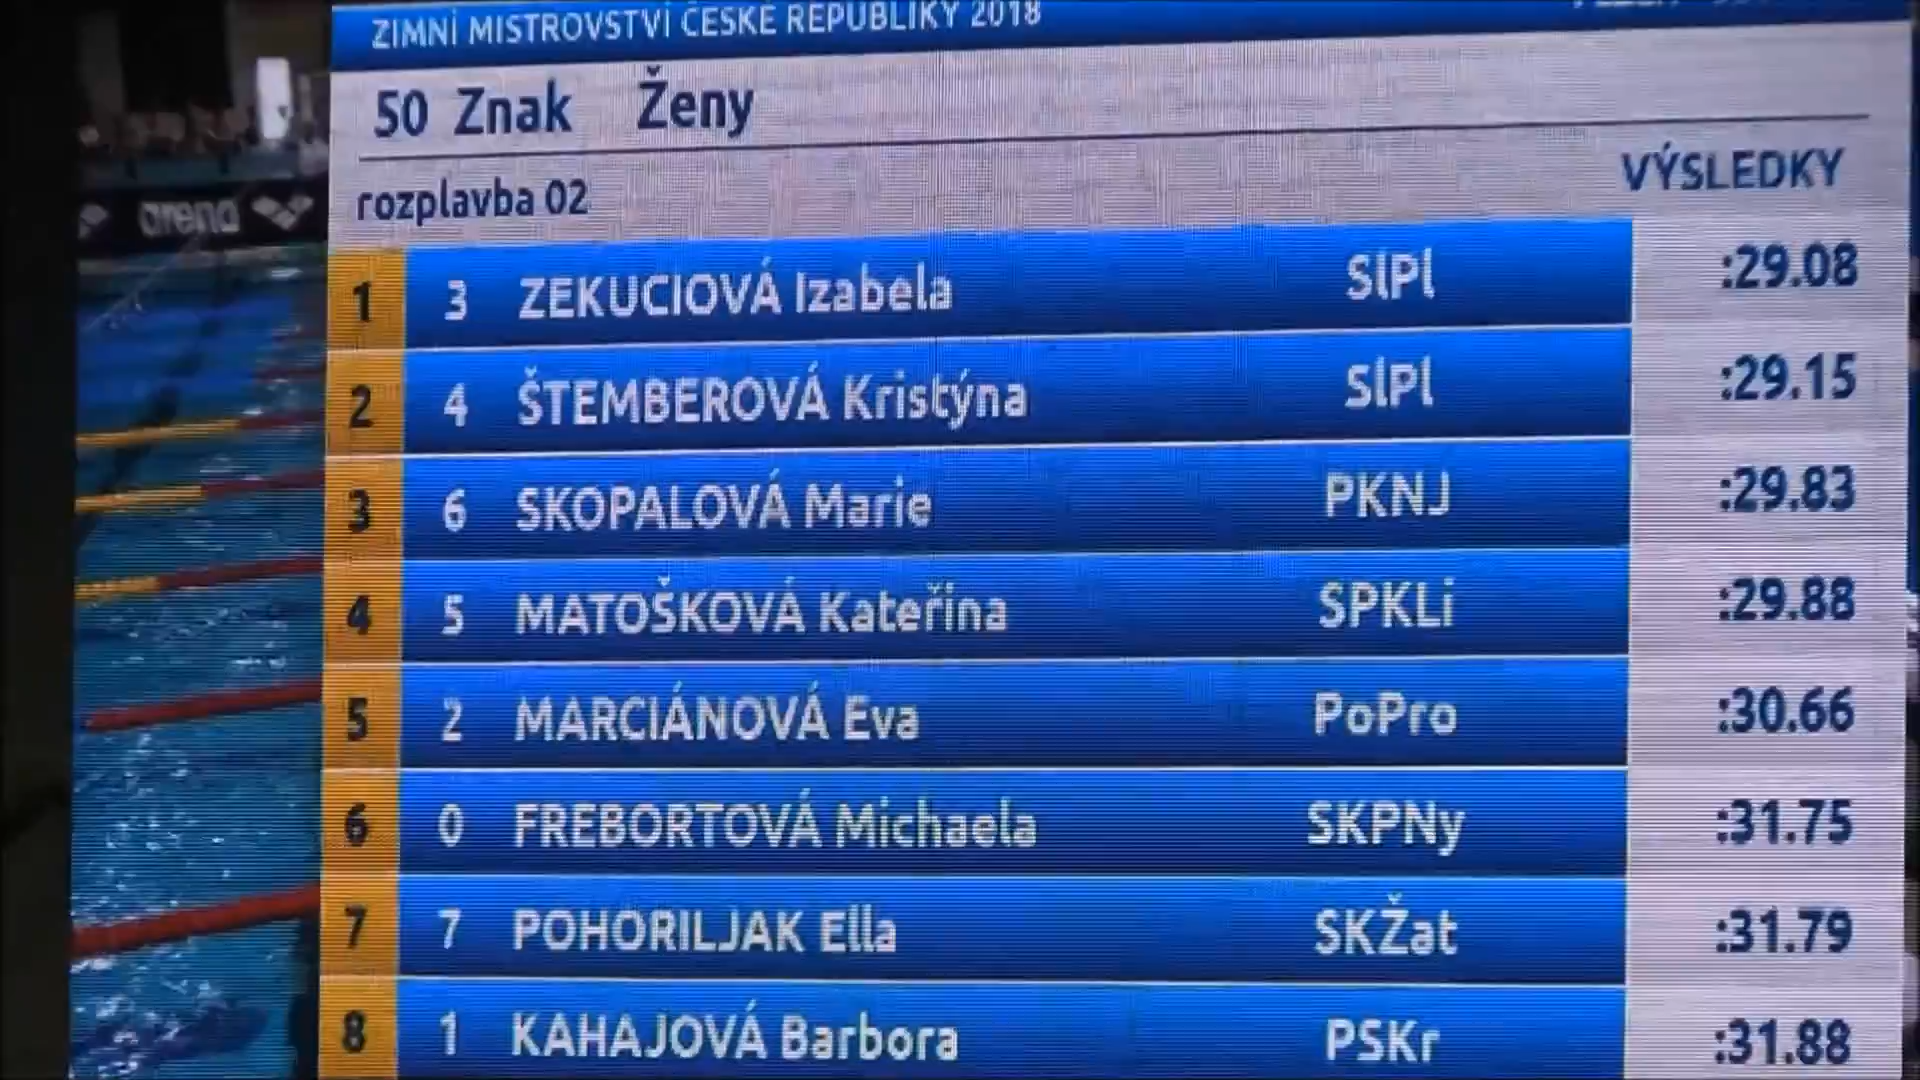 ZIMNÍ MISTROVSTVÍ ČESKÉ REPUBLIKY 2018
50 Znak Ženy
VÝSLEDKY
rozplavba 02
arena
1 3 ZEKUCIOVÁ Izabela SlPl :29.08
2 4 ŠTEMBEROVÁ Kristýna SlPl :29.15
3 6 SKOPALOVÁ Marie PKNJ :29.83
4 5 MATOŠKOVÁ Kateřina SPKLi :29.88
5 2 MARCIÁNOVÁ Eva PoPro :30.66
6 0 FREBORTOVÁ Michaela SKPNy :31.75
7 7 POHORILJAK Ella SKŽat :31.79
8 1 KAHAJOVÁ Barbora PSKr :31.88